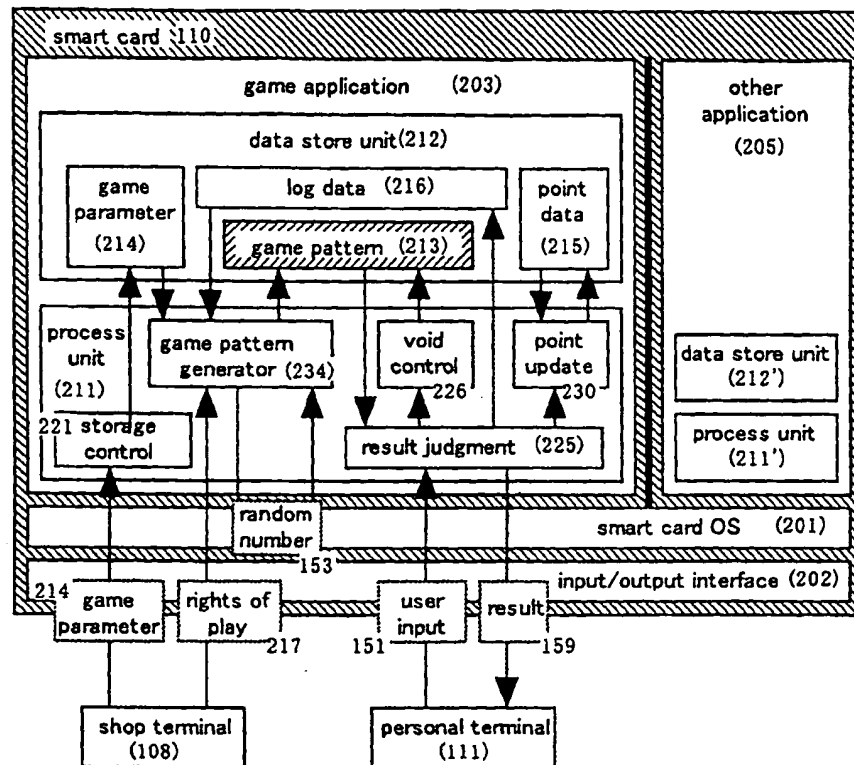 smart card 110
game application (203)
other
application
(205)
data store unit(212)
game
parameter
(214)
log data (216)
point
data
(215)
game pattern (213)
process
unit
(211)
game pattern
generator (234)
void
control
226
point
update
230
data store unit
(212')
221 storage
control
result judgment (225)
process unit
(211')
random
number
153
smart card OS (201)
input/output interface (202)
214
game
parameter
rights of
play
217
user
input
151
result
159
shop terminal
(108)
personal terminal
(111)